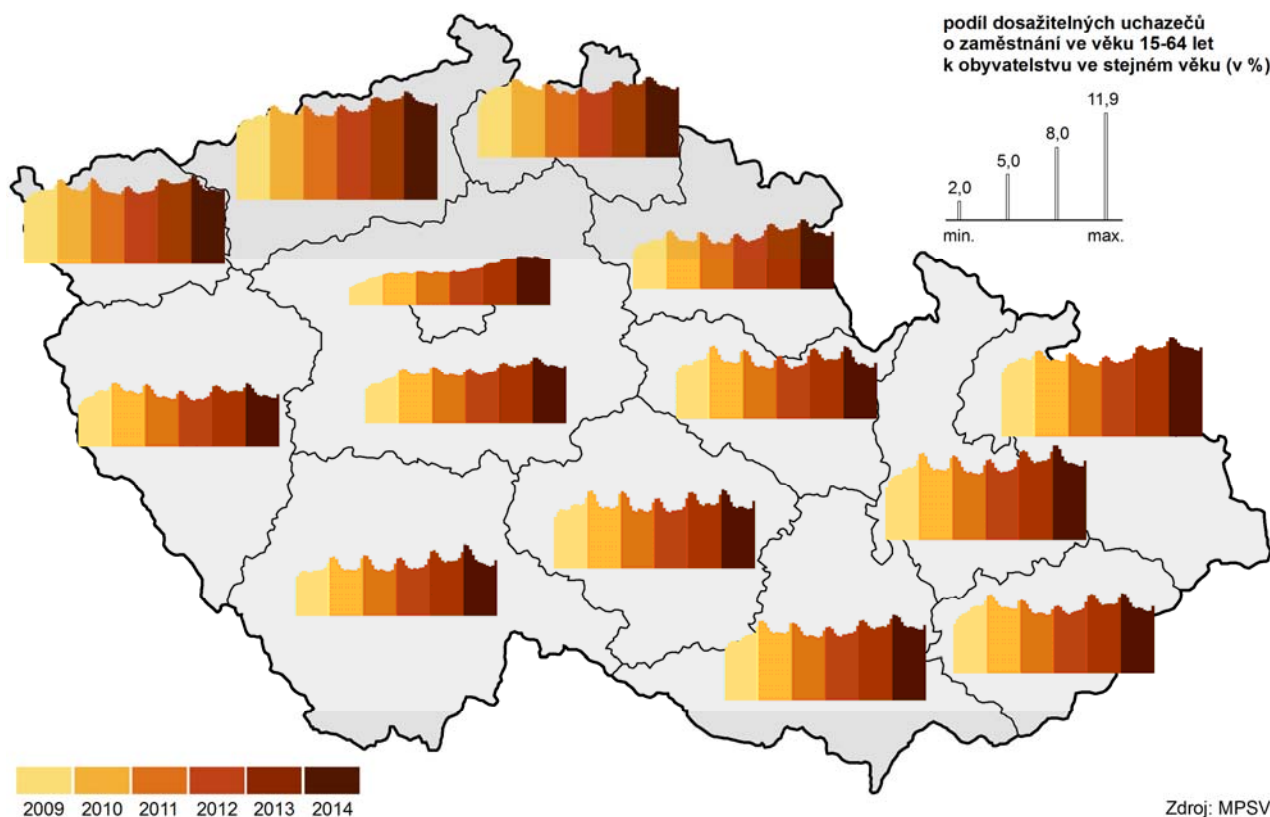 podíl dosažitelných uchazečů
o zaměstnání ve věku 15-64 let
k obyvatelstvu ve stejném věku (v %)
11,9
8,0
5,0
2,0
min.
max.
2009
2010
2011
2012
2013
2014
Zdroj: MPSV